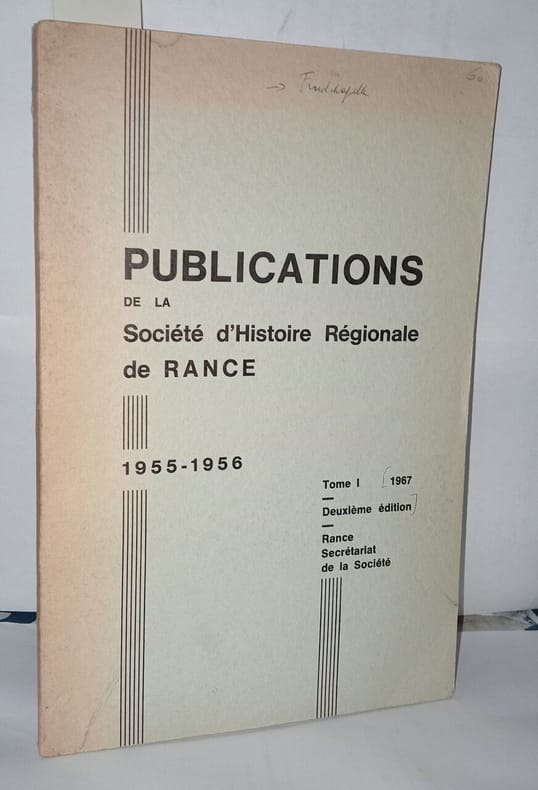 60
PUBLICATIONS
DE LA
Société d'Histoire Régionale
de RANCE
1955-1956
Tome I [ 1967
Deuxième édition ]
Rance
Secrétariat
de la Société